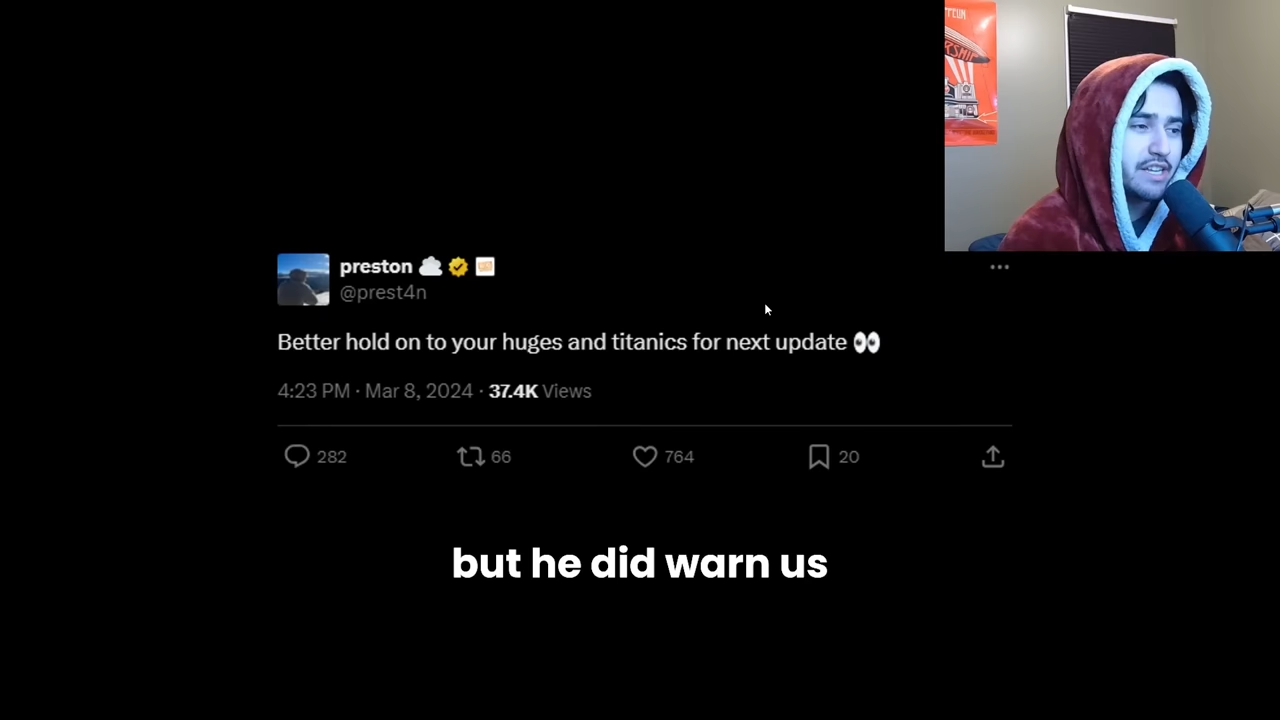 preston
@prest4n
Better hold on to your huges and titanics for next update 👀
4:23 PM · Mar 8, 2024 · 37.4K Views
282 66 764 20
but he did warn us